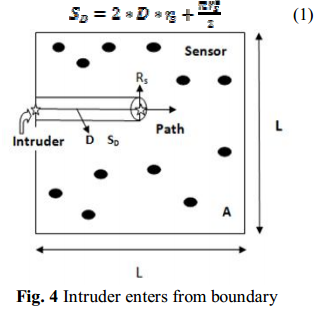 S_D = 2 * D * r_s + πr_s²/2 (1)
Sensor
R_s
Intruder
D S_D
Path
L
A
L
Fig. 4 Intruder enters from boundary